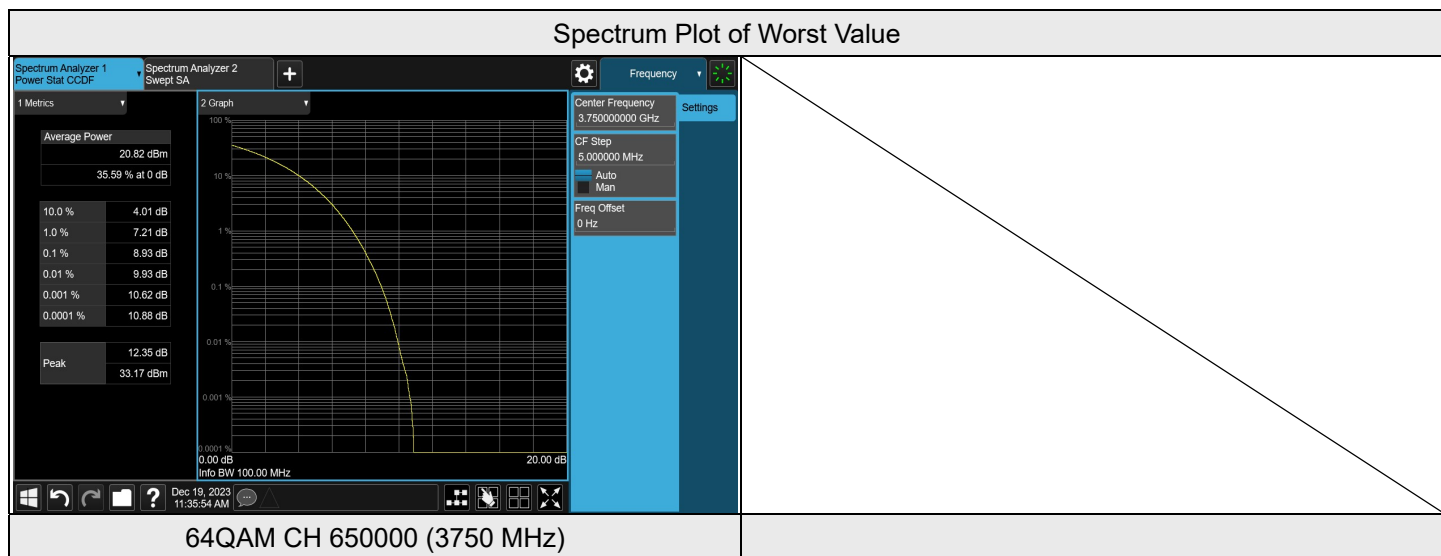 Spectrum Plot of Worst Value
Spectrum Analyzer 1
Power Stat CCDF
Spectrum Analyzer 2
Swept SA
+
Frequency
1 Metrics
2 Graph
Average Power
20.82 dBm
35.59 % at 0 dB
10.0 % 4.01 dB
1.0 % 7.21 dB
0.1 % 8.93 dB
0.01 % 9.93 dB
0.001 % 10.62 dB
0.0001 % 10.88 dB
Peak
12.35 dB
33.17 dBm
100 %
10 %
1 %
0.1 %
0.01 %
0.001 %
0.0001 %
0.00 dB 20.00 dB
Info BW 100.00 MHz
Center Frequency
3.750000000 GHz
Settings
CF Step
5.000000 MHz
Auto
Man
Freq Offset
0 Hz
?
Dec 19, 2023
11:35:54 AM
64QAM CH 650000 (3750 MHz)